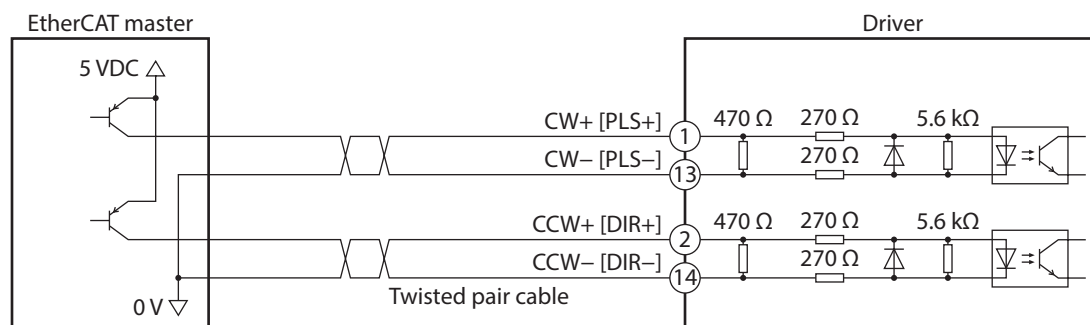 EtherCAT master
Driver
5 VDC
CW+ [PLS+]
1
470 Ω
270 Ω
5.6 kΩ
CW− [PLS−]
13
270 Ω
CCW+ [DIR+]
2
470 Ω
270 Ω
5.6 kΩ
CCW− [DIR−]
14
270 Ω
0 V
Twisted pair cable